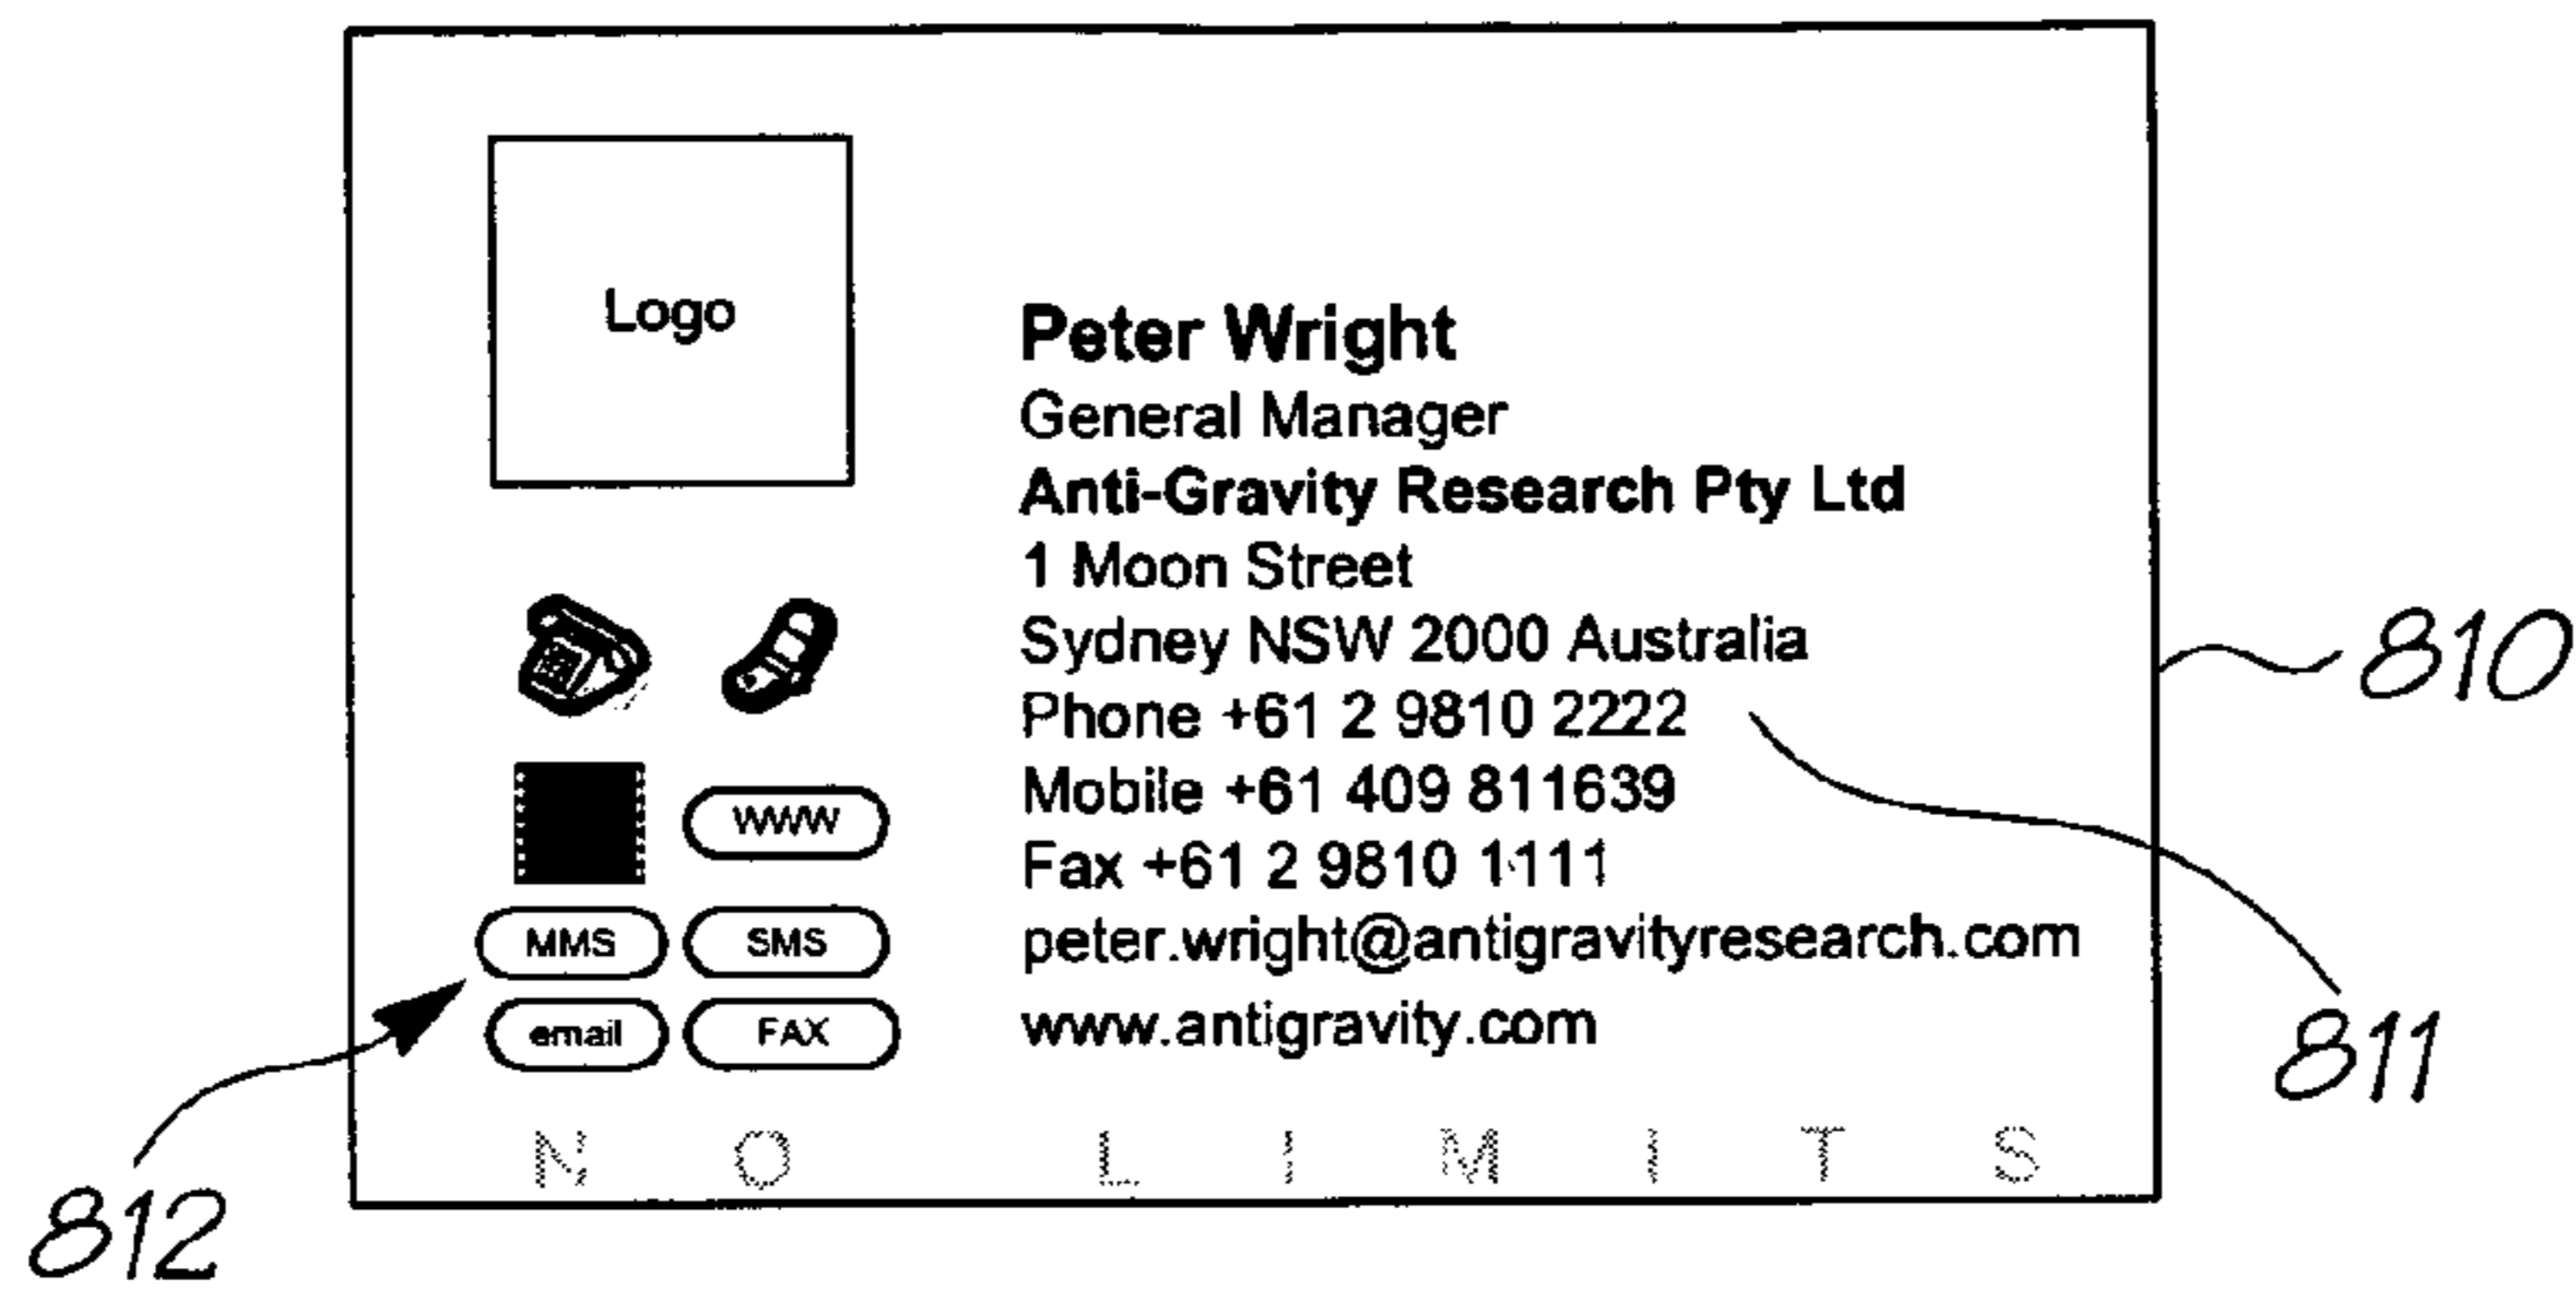 Logo
Peter Wright
General Manager
Anti-Gravity Research Pty Ltd
1 Moon Street
Sydney NSW 2000 Australia
Phone +61 2 9810 2222
Mobile +61 409 811639
Fax +61 2 9810 1111
peter.wright@antigravityresearch.com
www.antigravity.com
WWW
MMS SMS
email FAX
NO LIMITS
810
811
812